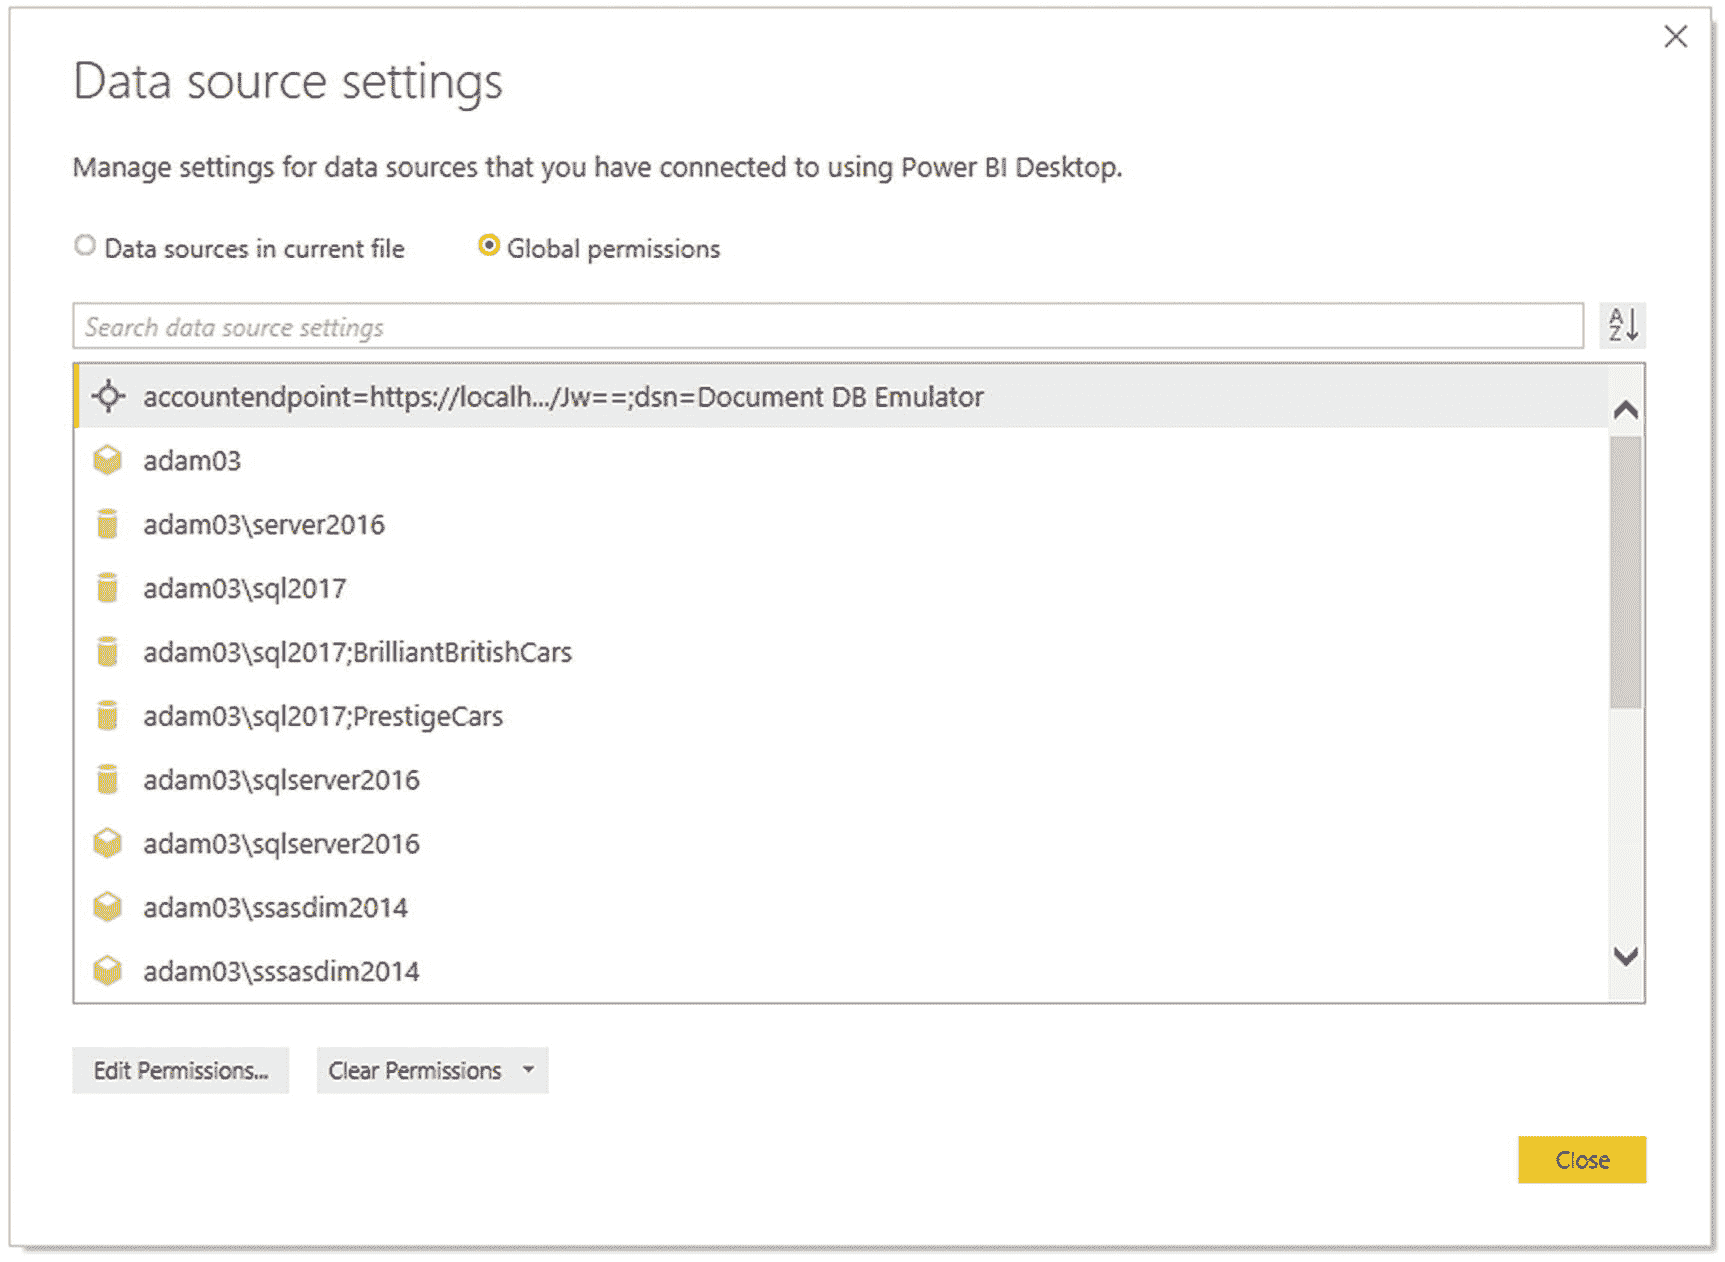 Data source settings
Manage settings for data sources that you have connected to using Power BI Desktop.
Data sources in current file Global permissions
Search data source settings
A
Z
accountendpoint=https://localh.../Jw==;dsn=Document DB Emulator
adam03
adam03\server2016
adam03\sql2017
adam03\sql2017;BrilliantBritishCars
adam03\sql2017;PrestigeCars
adam03\sqlserver2016
adam03\sqlserver2016
adam03\ssasdim2014
adam03\sssasdim2014
Edit Permissions... Clear Permissions
Close